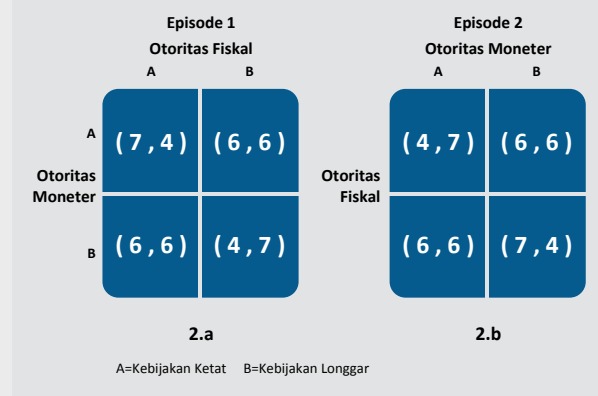 Episode 1
Otoritas Fiskal
A B
A
( 7 , 4 ) ( 6 , 6 )
Otoritas
Moneter
B
( 6 , 6 ) ( 4 , 7 )
2.a
Episode 2
Otoritas Moneter
A B
( 4 , 7 ) ( 6 , 6 )
Otoritas
Fiskal
( 6 , 6 ) ( 7 , 4 )
2.b
A=Kebijakan Ketat B=Kebijakan Longgar